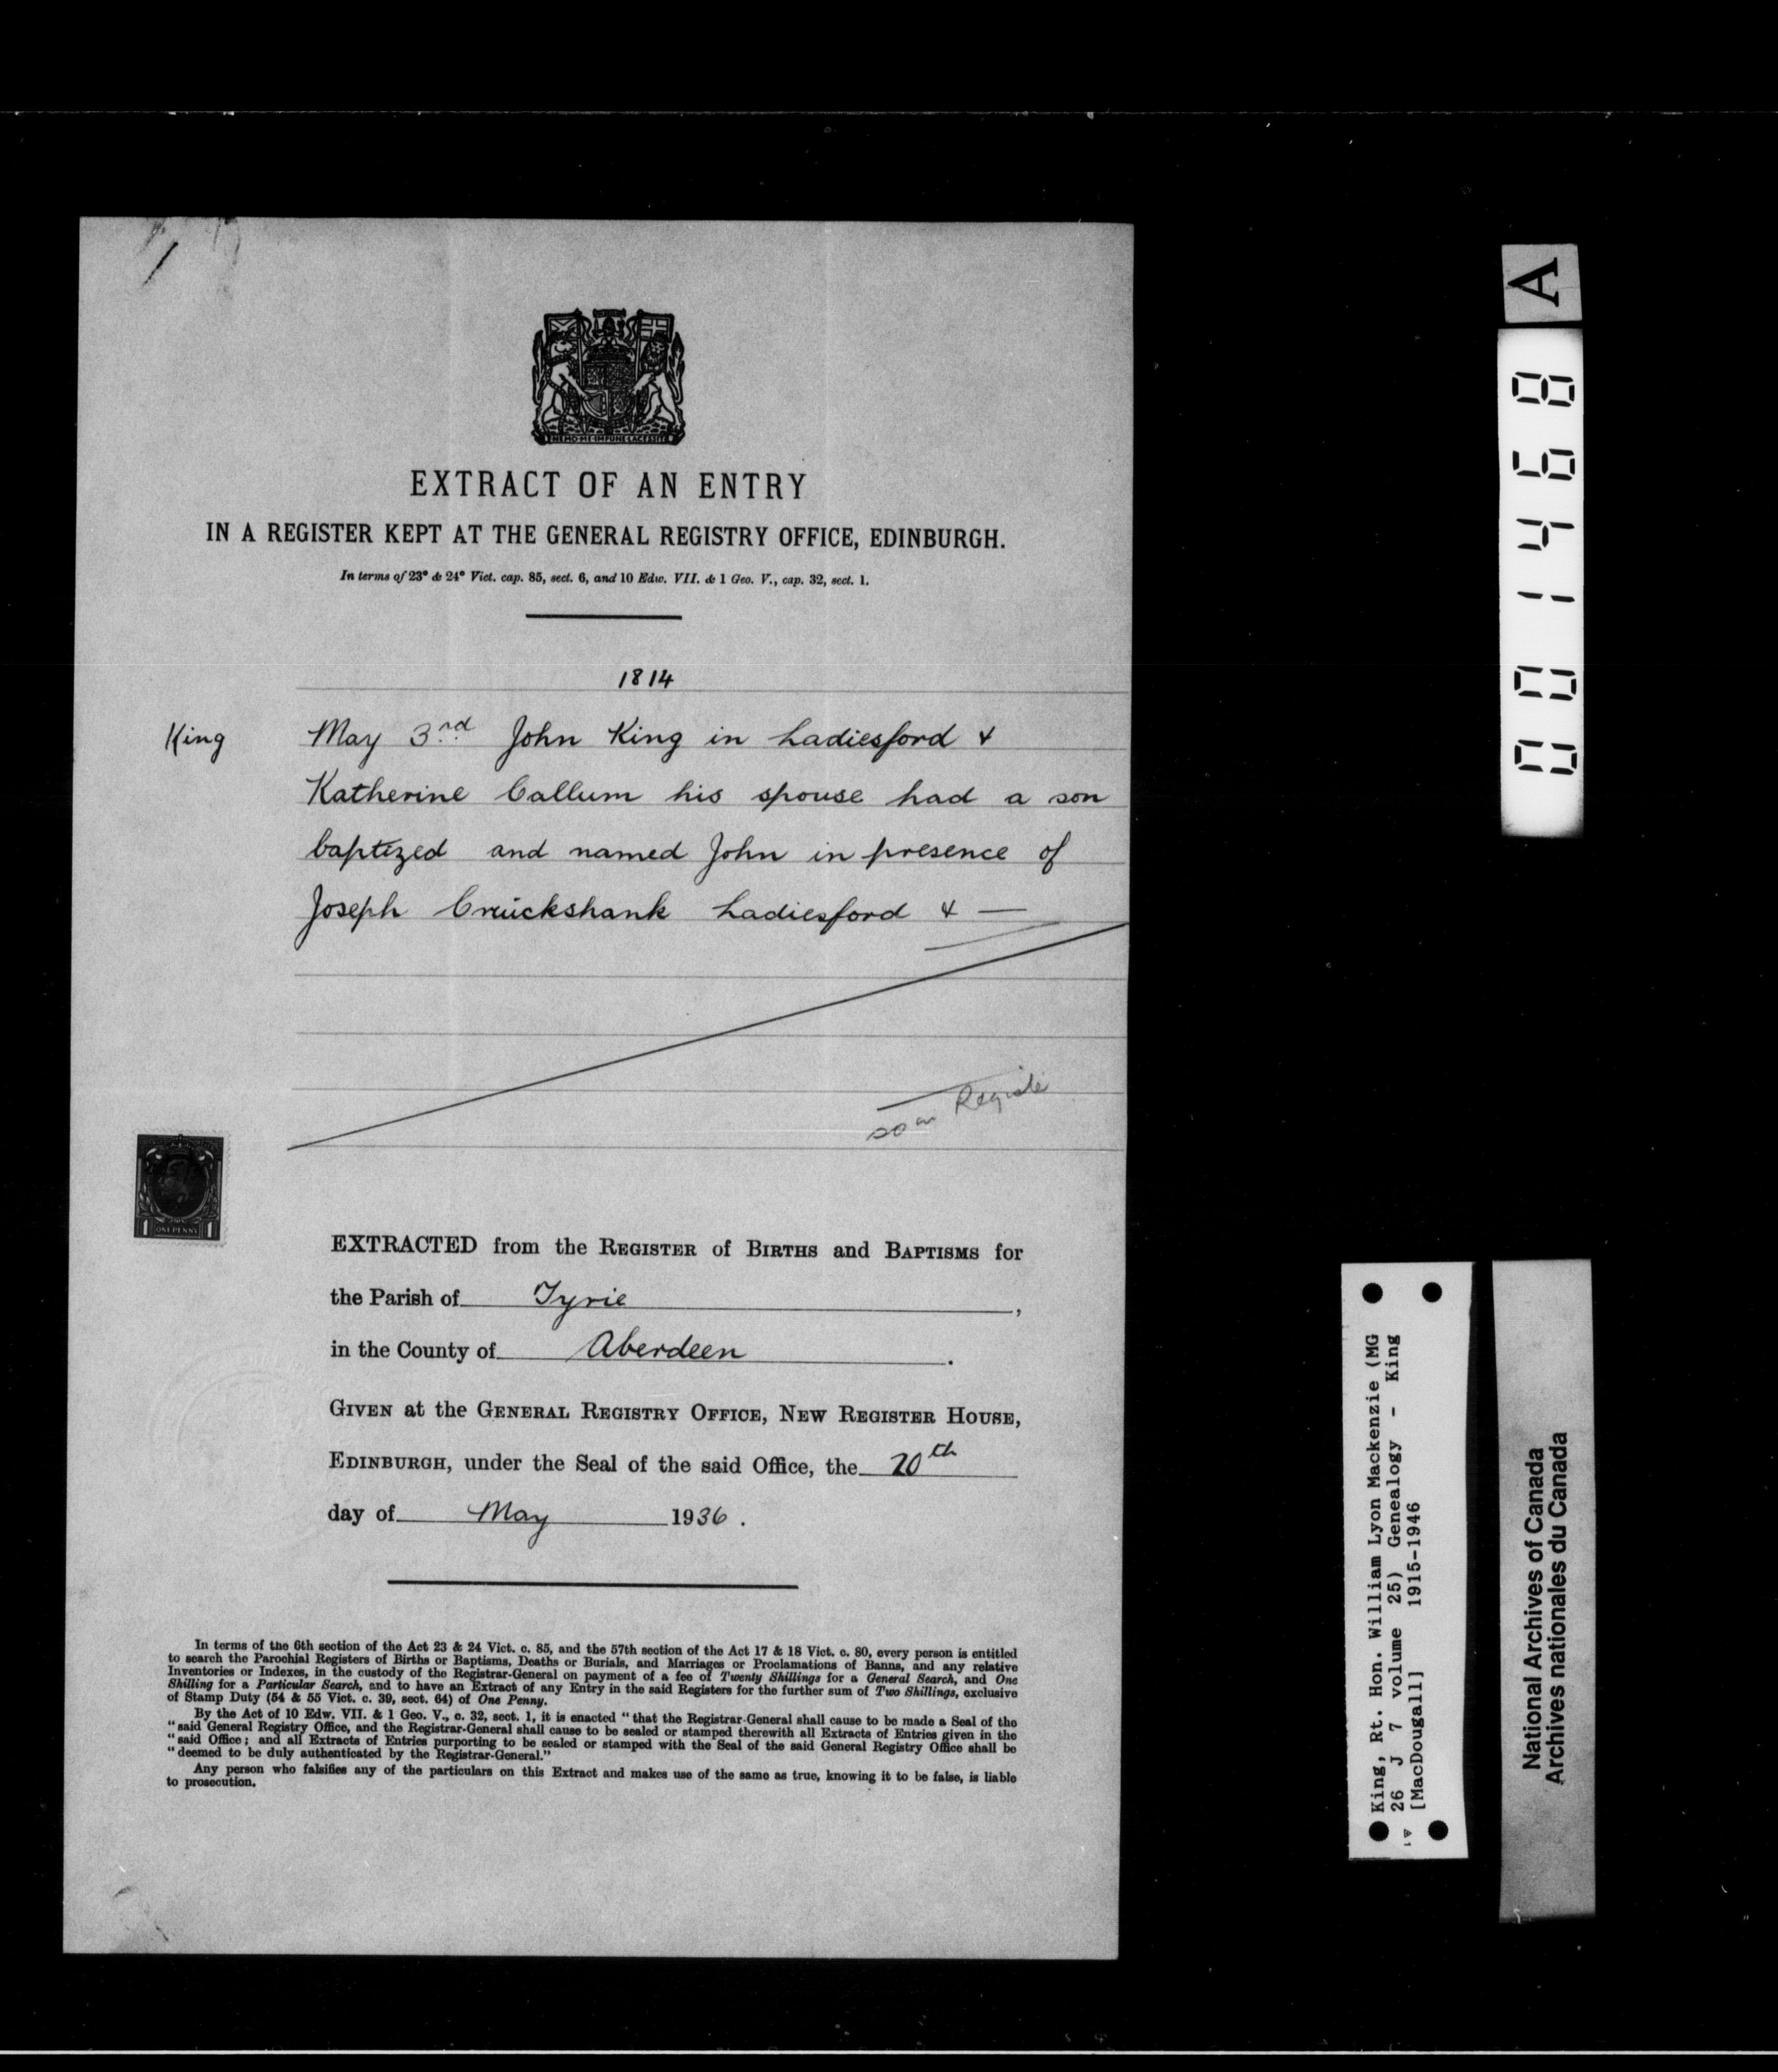 1
NEMO ME IMPUNE LACESSIT
EXTRACT OF AN ENTRY
IN A REGISTER KEPT AT THE GENERAL REGISTRY OFFICE, EDINBURGH.
In terms of 23° & 24° Vict. cap. 85, sect. 6, and 10 Edw. VII. & 1 Geo. V., cap. 32, sect. 1.
1814
King
May 3rd John King in Ladiesford &
Katherine Callum his spouse had a son
baptized and named John in presence of
Joseph Cruickshank Ladiesford & —
so in Registe
1 ONE PENNY 1
EXTRACTED from the REGISTER of BIRTHS and BAPTISMS for
the Parish of Tyrie,
in the County of Aberdeen.
GIVEN at the GENERAL REGISTRY OFFICE, NEW REGISTER HOUSE,
EDINBURGH, under the Seal of the said Office, the 20th
day of May 1936.
In terms of the 6th section of the Act 23 & 24 Vict. c. 85, and the 57th section of the Act 17 & 18 Vict. c. 80, every person is entitled
to search the Parochial Registers of Births or Baptisms, Deaths or Burials, and Marriages or Proclamations of Banns, and any relative
Inventories or Indexes, in the custody of the Registrar-General on payment of a fee of Twenty Shillings for a General Search, and One
Shilling for a Particular Search, and to have an Extract of any Entry in the said Registers for the further sum of Two Shillings, exclusive
of Stamp Duty (54 & 55 Vict. c. 39, sect. 64) of One Penny.
By the Act of 10 Edw. VII. & 1 Geo. V., c. 32, sect. 1, it is enacted "that the Registrar-General shall cause to be made a Seal of the
"said General Registry Office, and the Registrar-General shall cause to be sealed or stamped therewith all Extracts of Entries given in the
"said Office; and all Extracts of Entries purporting to be sealed or stamped with the Seal of the said General Registry Office shall be
"deemed to be duly authenticated by the Registrar-General."
Any person who falsifies any of the particulars on this Extract and makes use of the same as true, knowing it to be false, is liable
to prosecution.
001468 A
King, Rt. Hon. William Lyon Mackenzie (MG
26 J 7 volume 25) Genealogy - King
[MacDougall] 1915-1946
National Archives of Canada
Archives nationales du Canada